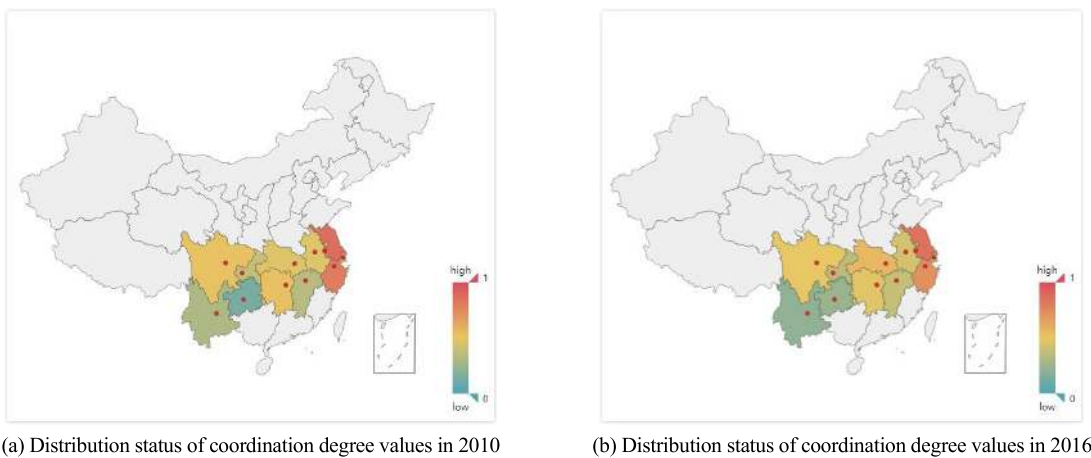 high
1
0
low
high
1
0
low
(a) Distribution status of coordination degree values in 2010
(b) Distribution status of coordination degree values in 2016